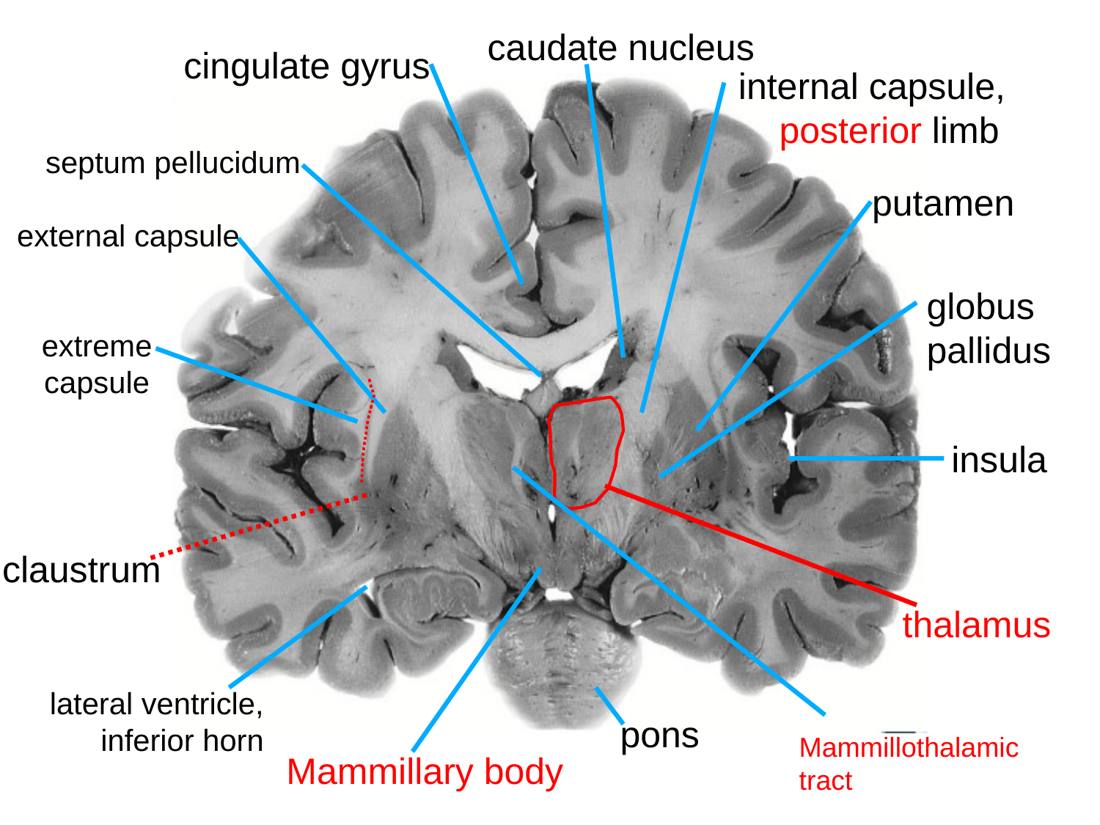 caudate nucleus
cingulate gyrus
internal capsule,
posterior limb
septum pellucidum
putamen
external capsule
globus
pallidus
extreme
capsule
insula
claustrum
thalamus
lateral ventricle,
inferior horn
pons
Mammillary body
Mammillothalamic
tract